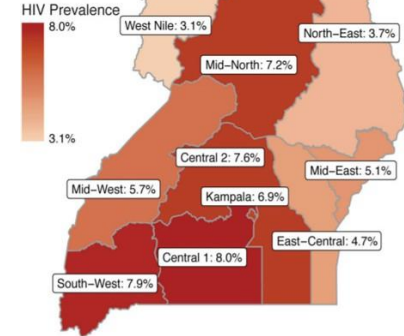 HIV Prevalence
8.0%
3.1%
West Nile: 3.1%
North-East: 3.7%
Mid-North: 7.2%
Central 2: 7.6%
Mid-East: 5.1%
Mid-West: 5.7%
Kampala: 6.9%
East-Central: 4.7%
Central 1: 8.0%
South-West: 7.9%